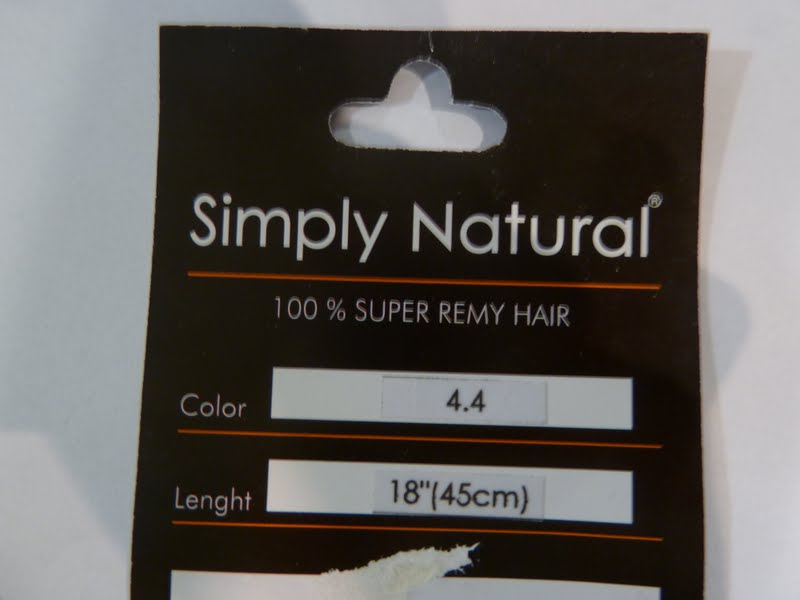 Simply Natural®
100 % SUPER REMY HAIR
Color 4.4
Lenght 18"(45cm)